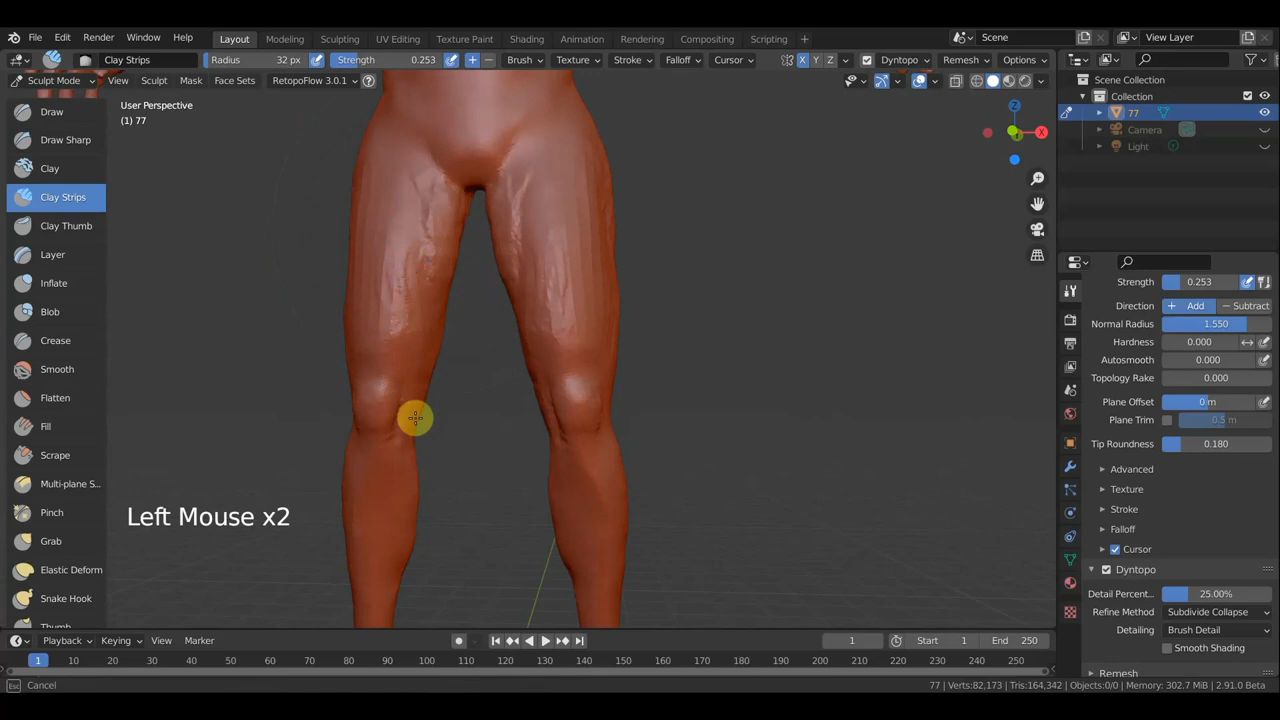 File Edit Render Window Help Layout Modeling Sculpting UV Editing Texture Paint Shading Animation Rendering Compositing Scripting + Scene View Layer
Clay Strips Radius 32 px Strength 0.253 Brush Texture Stroke Falloff Cursor X Y Z Dyntopo Remesh Options
Sculpt Mode View Sculpt Mask Face Sets RetopoFlow 3.0.1
Scene Collection
Collection
77
Camera
Light
User Perspective
(1) 77
Z
X
Draw
Draw Sharp
Clay
Clay Strips
Clay Thumb
Layer
Inflate
Blob
Crease
Smooth
Flatten
Fill
Scrape
Multi-plane S...
Pinch
Grab
Elastic Deform
Snake Hook
Thumb
Left Mouse x2
Strength 0.253
Direction + Add − Subtract
Normal Radius 1.550
Hardness 0.000
Autosmooth 0.000
Topology Rake 0.000
Plane Offset 0 m
Plane Trim 0.5 m
Tip Roundness 0.180
Advanced
Texture
Stroke
Falloff
Cursor
Dyntopo
Detail Percent... 25.00%
Refine Method Subdivide Collapse
Detailing Brush Detail
Smooth Shading
Remesh
Playback Keying View Marker 1 Start 1 End 250
1 10 20 30 40 50 60 70 80 90 100 110 120 130 140 150 160 170 180 190 200 210 220 230 240 250
Esc Cancel 77 | Verts:82,173 | Tris:164,342 | Objects:0/0 | Memory: 302.7 MiB | 2.91.0 Beta